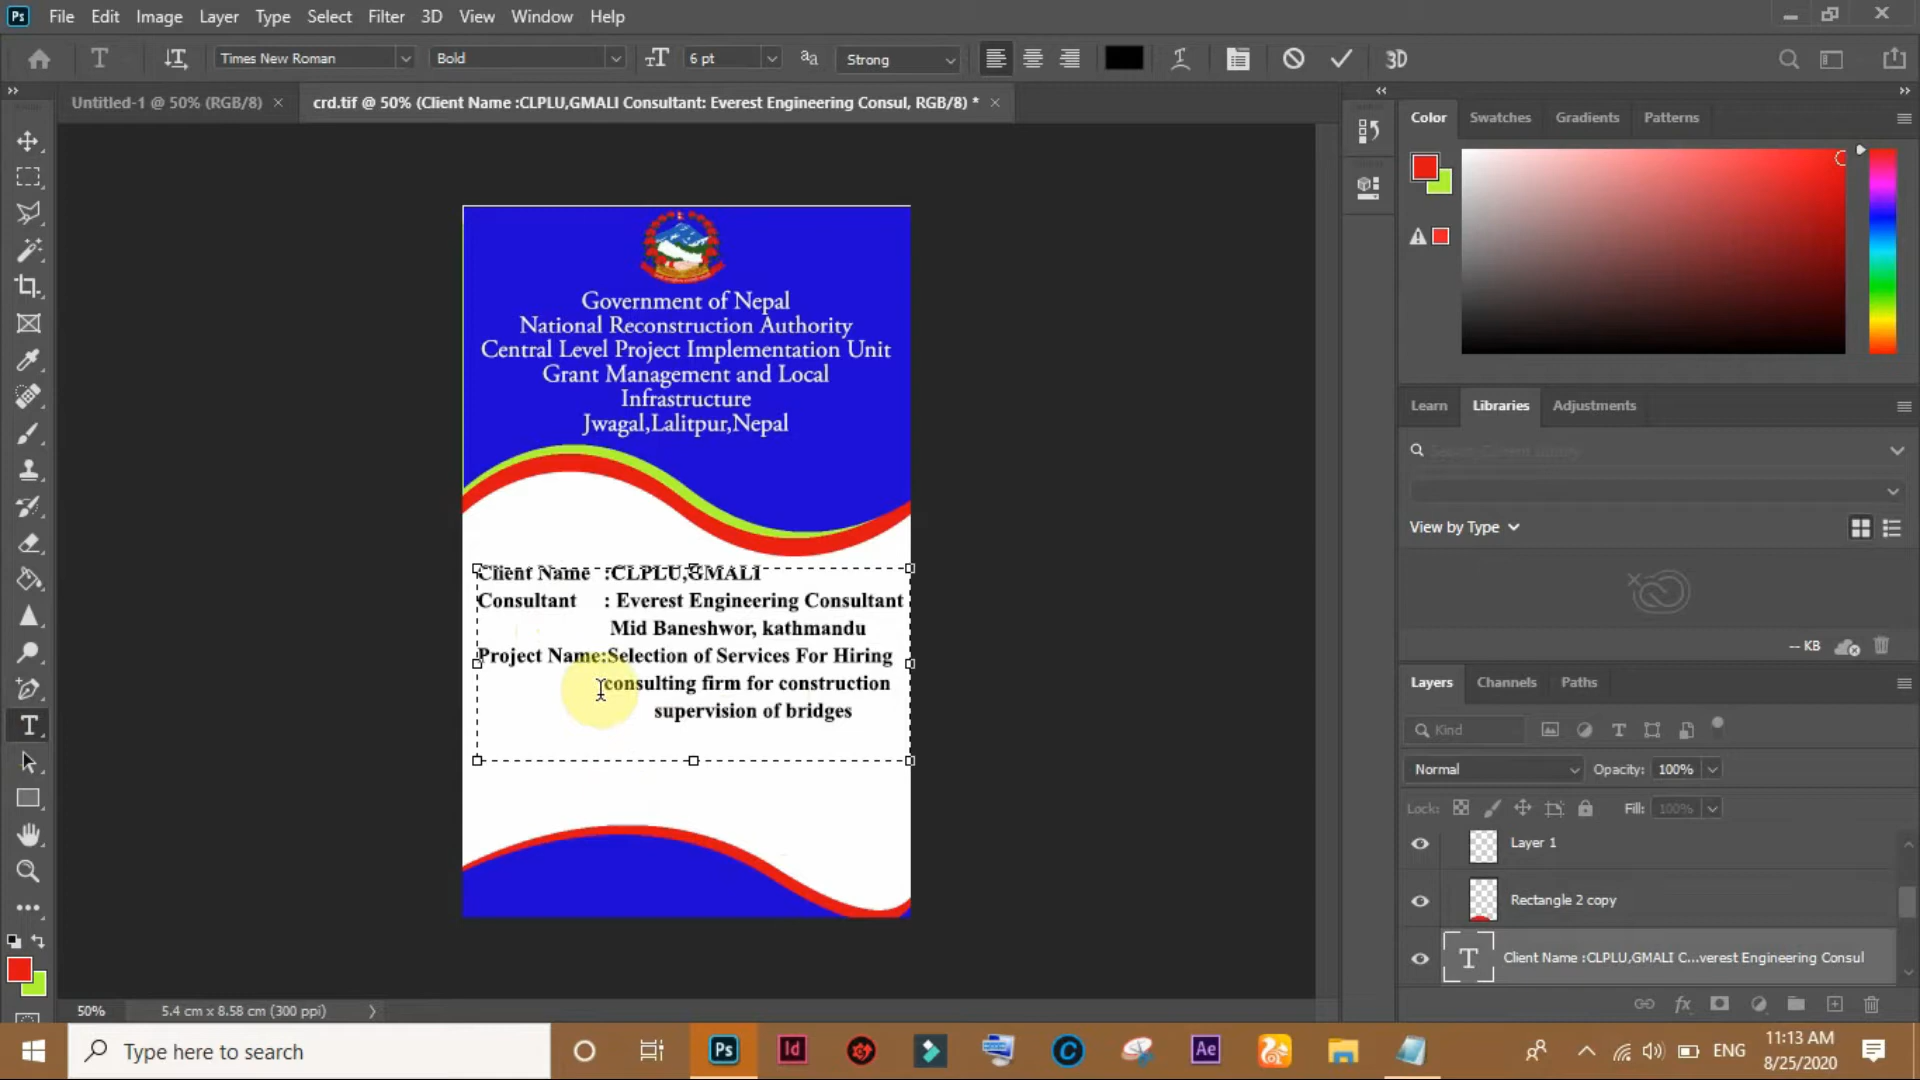 Ps File Edit Image Layer Type Select Filter 3D View Window Help
T Times New Roman Bold 6 pt aa Strong 3D
Untitled-1 @ 50% (RGB/8) × crd.tif @ 50% (Client Name :CLPLU,GMALI Consultant: Everest Engineering Consul, RGB/8) * ×
Color Swatches Gradients Patterns
Government of Nepal
National Reconstruction Authority
Central Level Project Implementation Unit
Grant Management and Local
Infrastructure
Jwagal,Lalitpur,Nepal
Client Name :CLPLU,GMALI
Consultant : Everest Engineering Consultant
Mid Baneshwor, kathmandu
Project Name:Selection of Services For Hiring
consulting firm for construction
supervision of bridges
Learn Libraries Adjustments
View by Type
-- KB
Layers Channels Paths
Kind
Normal Opacity: 100%
Lock: Fill: 100%
Layer 1
Rectangle 2 copy
T Client Name :CLPLU,GMALI C...verest Engineering Consul
fx
50% 5.4 cm x 8.58 cm (300 ppi)
Type here to search
Ps Id C Ae
ENG
11:13 AM
8/25/2020